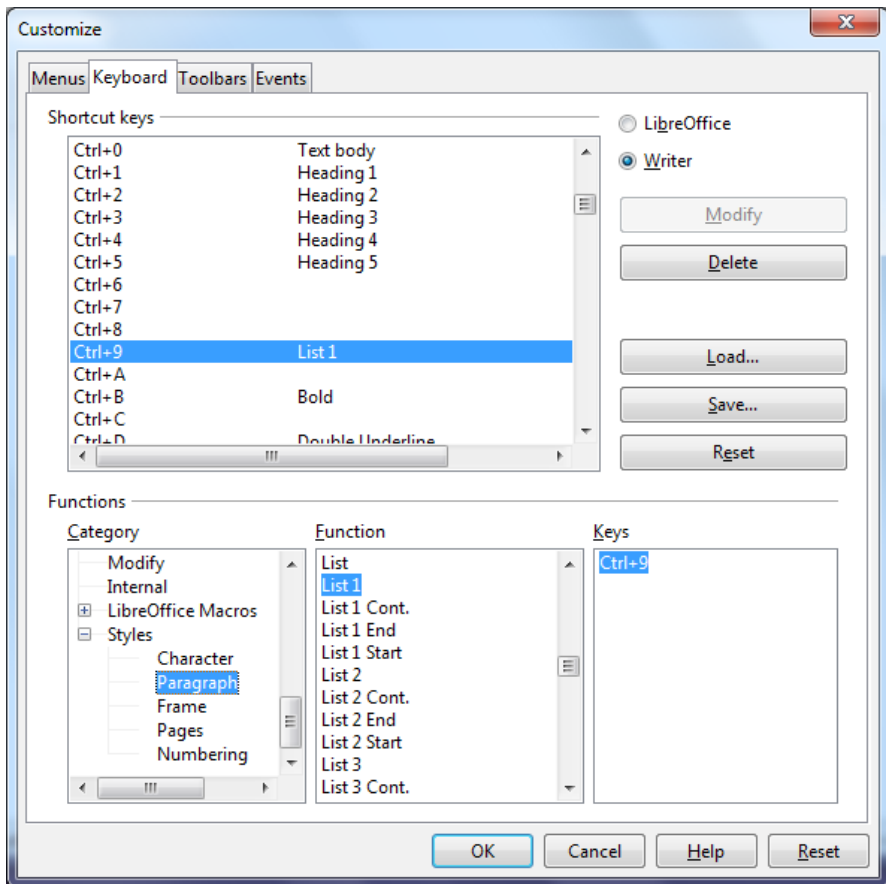 Customize
Menus Keyboard Toolbars Events
Shortcut keys
Ctrl+0 Text body
Ctrl+1 Heading 1
Ctrl+2 Heading 2
Ctrl+3 Heading 3
Ctrl+4 Heading 4
Ctrl+5 Heading 5
Ctrl+6
Ctrl+7
Ctrl+8
Ctrl+9 List 1
Ctrl+A
Ctrl+B Bold
Ctrl+C
Ctrl+D Double Underline
LibreOffice
Writer
Modify
Delete
Load...
Save...
Reset
Functions
Category
Modify
Internal
LibreOffice Macros
Styles
Character
Paragraph
Frame
Pages
Numbering
Function
List
List 1
List 1 Cont.
List 1 End
List 1 Start
List 2
List 2 Cont.
List 2 End
List 2 Start
List 3
List 3 Cont.
Keys
Ctrl+9
OK Cancel Help Reset